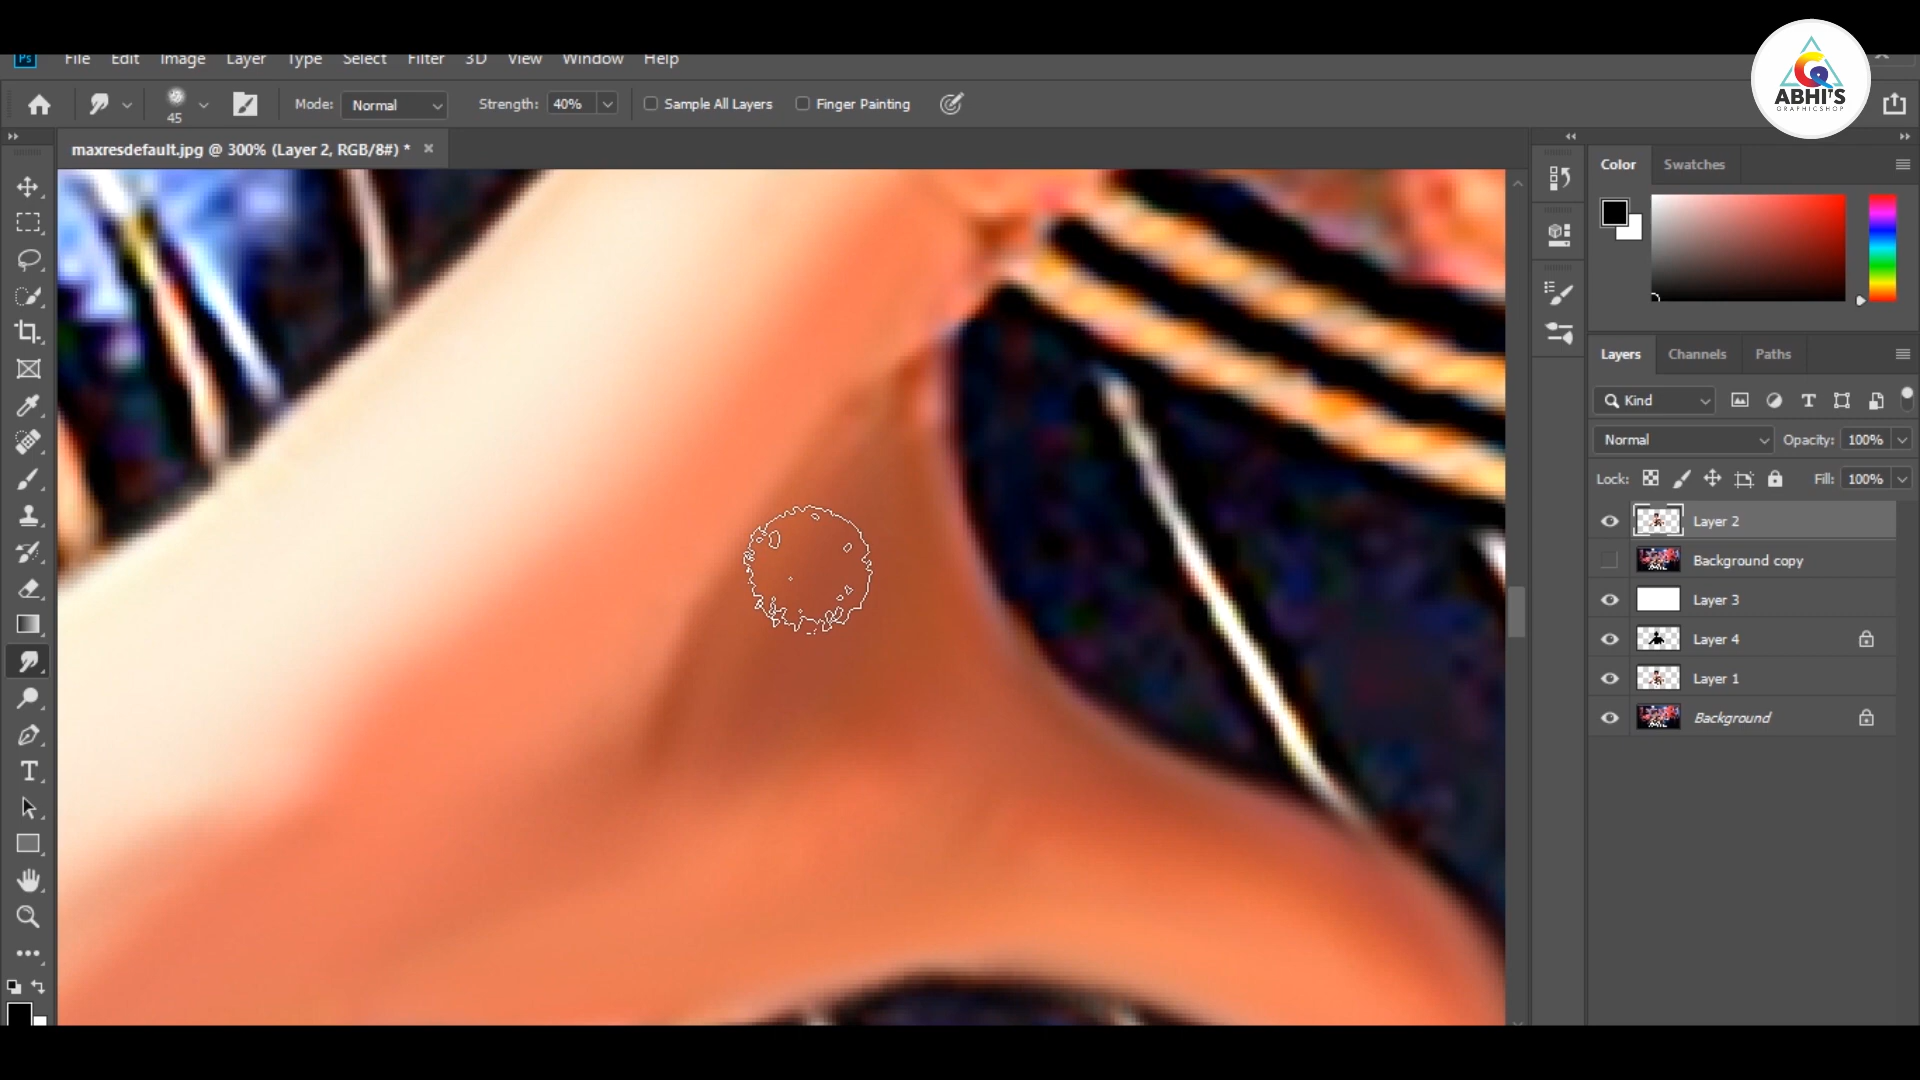 Ps File Edit Image Layer Type Select Filter 3D View Window Help
ABHI'S
GRAPHICSHOP
45 Mode: Normal Strength: 40% Sample All Layers Finger Painting
maxresdefault.jpg @ 300% (Layer 2, RGB/8#) * ×
Color Swatches
Layers Channels Paths
Kind
Normal Opacity: 100%
Lock: Fill: 100%
Layer 2
Background copy
Layer 3
Layer 4
Layer 1
Background